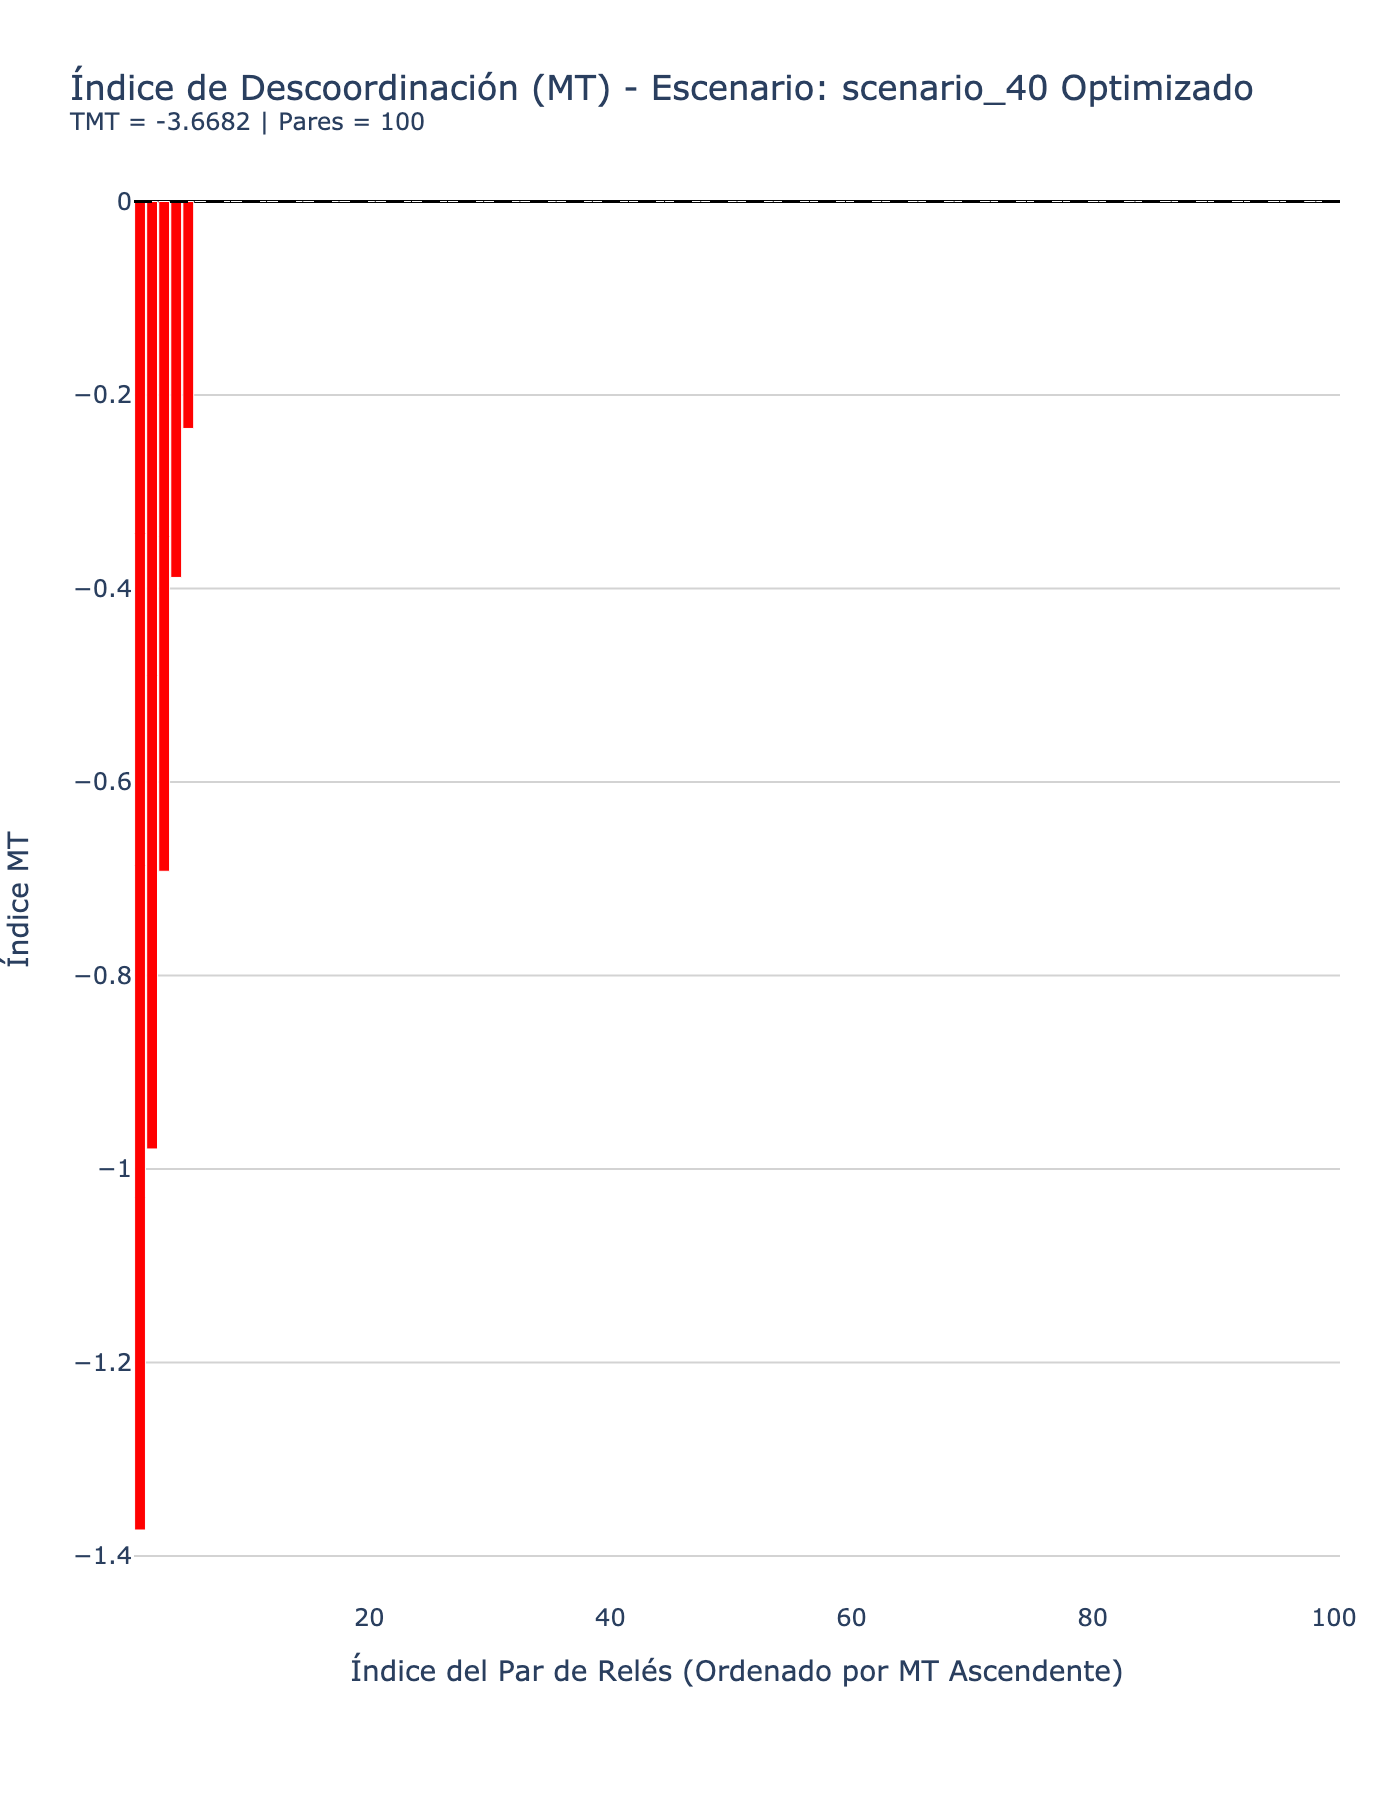 Índice de Descoordinación (MT) - Escenario: scenario_40 Optimizado
TMT = -3.6682 | Pares = 100
0
−0.2
−0.4
−0.6
−0.8
−1
−1.2
−1.4
Índice MT
20 40 60 80 100
Índice del Par de Relés (Ordenado por MT Ascendente)